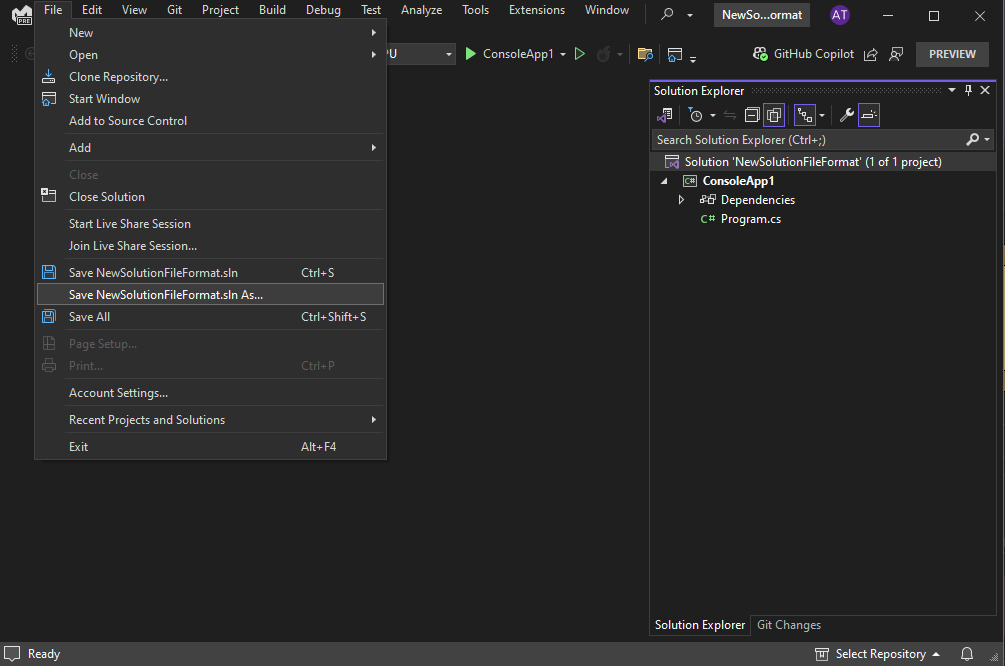 File Edit View Git Project Build Debug Test Analyze Tools Extensions Window NewSo...ormat AT
PRE
PU ConsoleApp1 GitHub Copilot PREVIEW
New
Open
Clone Repository...
Start Window
Add to Source Control
Add
Close
Close Solution
Start Live Share Session
Join Live Share Session...
Save NewSolutionFileFormat.sln Ctrl+S
Save NewSolutionFileFormat.sln As...
Save All Ctrl+Shift+S
Page Setup...
Print... Ctrl+P
Account Settings...
Recent Projects and Solutions
Exit Alt+F4
Solution Explorer
Search Solution Explorer (Ctrl+;)
Solution 'NewSolutionFileFormat' (1 of 1 project)
C# ConsoleApp1
Dependencies
C# Program.cs
Solution Explorer Git Changes
Ready Select Repository